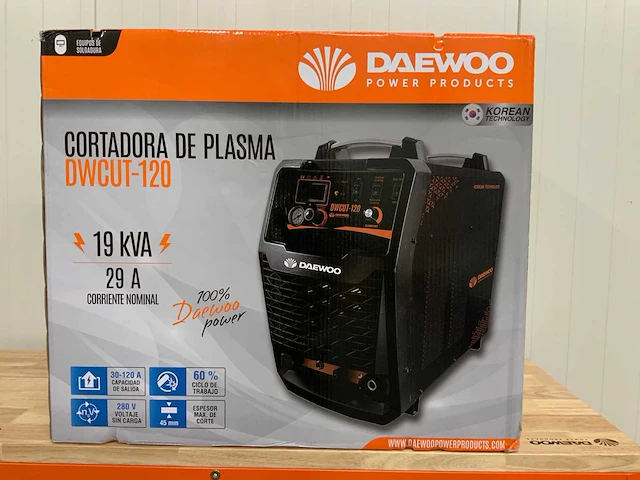 EQUIPOS DE
SOLDADURA
DAEWOO
POWER PRODUCTS
KOREAN
TECHNOLOGY
CORTADORA DE PLASMA
DWCUT-120
19 kVA
29 A
CORRIENTE NOMINAL
100%
Daewoo
power
DWCUT-120
DAEWOO
DAEWOO
30-120 A
CAPACIDAD
DE SALIDA
60 %
CICLO DE
TRABAJO
280 V
VOLTAJE
SIN CARGA
45 mm
ESPESOR
MAX. DE
CORTE
WWW.DAEWOOPOWERPRODUCTS.COM